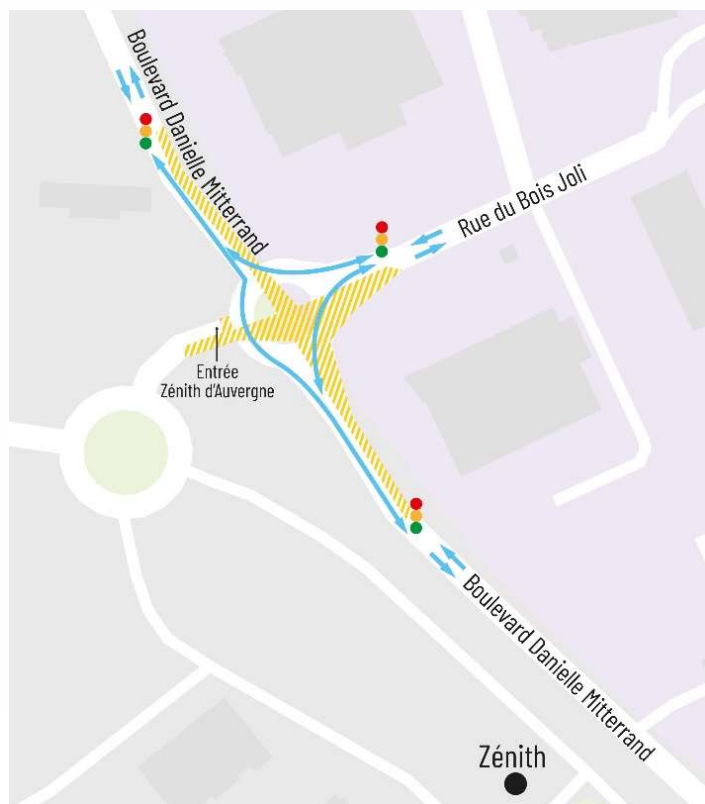 Boulevard Danielle Mitterrand
Rue du Bois Joli
Entrée
Zénith d'Auvergne
Boulevard Danielle Mitterrand
Zénith